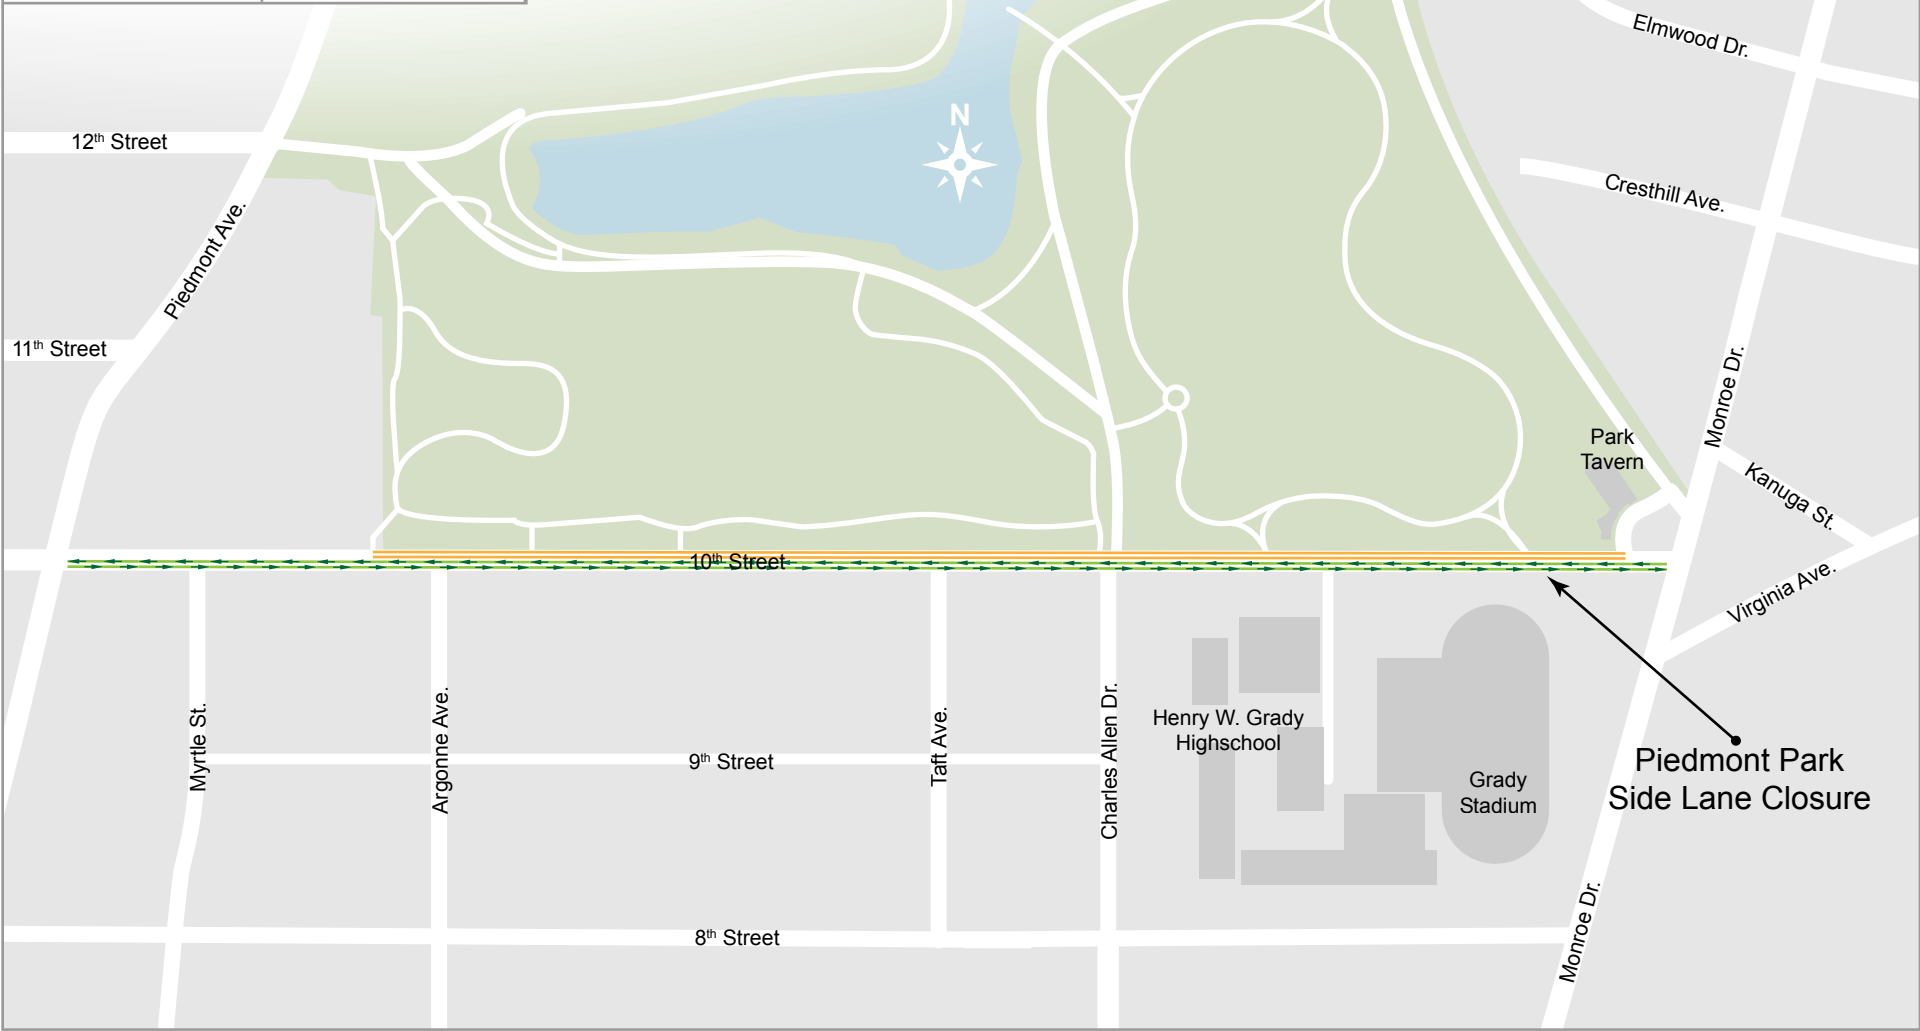 Elmwood Dr.
N
12th Street
Cresthill Ave.
Piedmont Ave.
11th Street
Monroe Dr.
Park
Tavern
Kanuga St.
10th Street
Virginia Ave.
Myrtle St.
Argonne Ave.
9th Street
Taft Ave.
Charles Allen Dr.
Henry W. Grady
Highschool
Grady
Stadium
Piedmont Park
Side Lane Closure
8th Street
Monroe Dr.